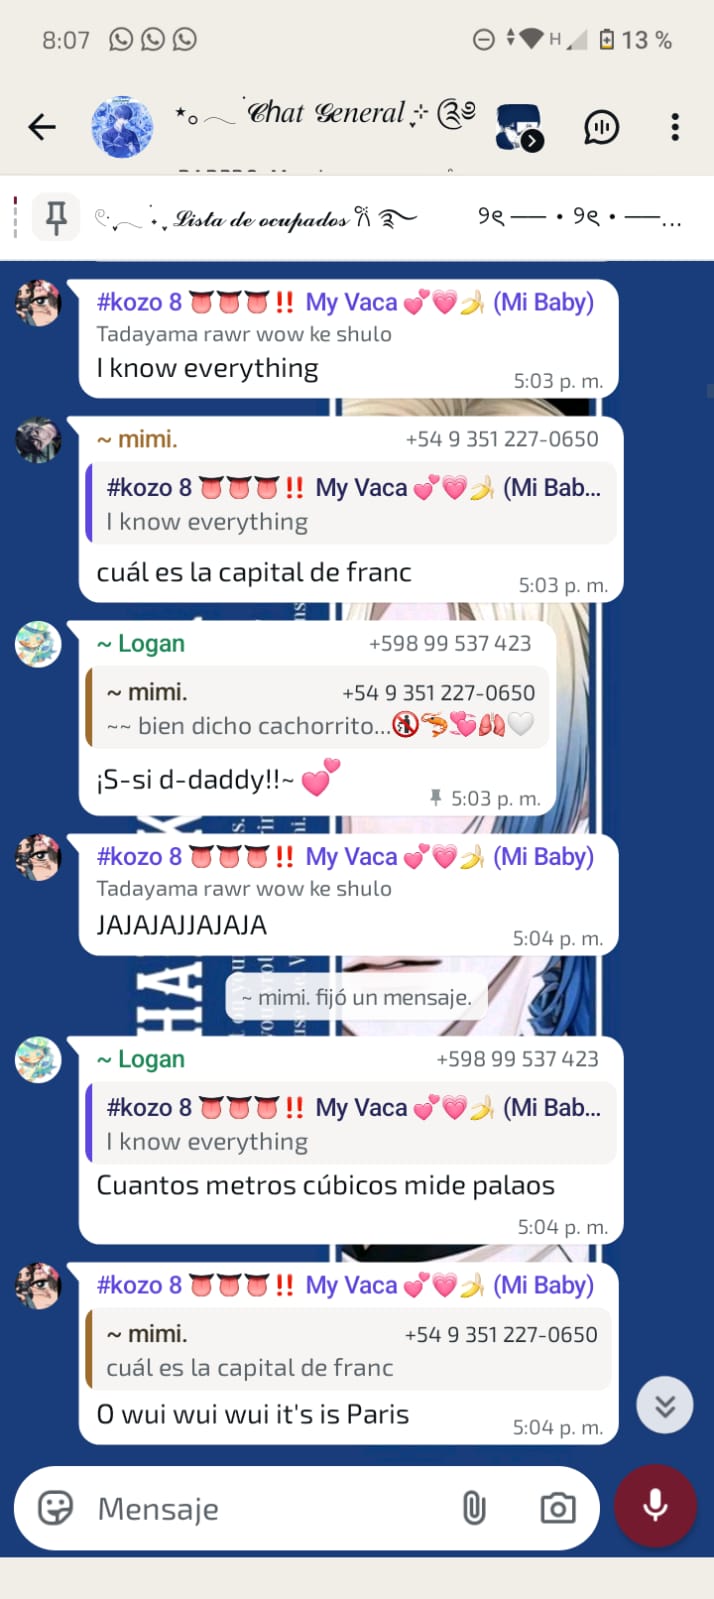 8:07
H
13 %
Chat General
Lista de ocupados
#kozo 8 👅👅👅‼️ My Vaca 💕💗🍌 (Mi Baby)
Tadayama rawr wow ke shulo
I know everything
5:03 p. m.
~ mimi. +54 9 351 227-0650
#kozo 8 👅👅👅‼️ My Vaca 💕💗🍌 (Mi Bab...
I know everything
cuál es la capital de franc
5:03 p. m.
~ Logan +598 99 537 423
~ mimi. +54 9 351 227-0650
~~ bien dicho cachorrito...🚯🦐💞🫁🤍
¡S-si d-daddy!!~ 💕
5:03 p. m.
#kozo 8 👅👅👅‼️ My Vaca 💕💗🍌 (Mi Baby)
Tadayama rawr wow ke shulo
JAJAJAJJAJAJA
5:04 p. m.
~ mimi. fijó un mensaje.
~ Logan +598 99 537 423
#kozo 8 👅👅👅‼️ My Vaca 💕💗🍌 (Mi Bab...
I know everything
Cuantos metros cúbicos mide palaos
5:04 p. m.
#kozo 8 👅👅👅‼️ My Vaca 💕💗🍌 (Mi Baby)
~ mimi. +54 9 351 227-0650
cuál es la capital de franc
O wui wui wui it's is Paris
5:04 p. m.
Mensaje